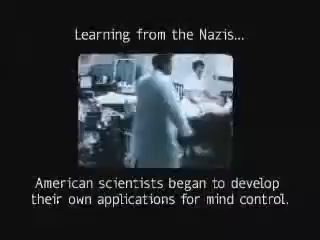 Learning from the Nazis...
American scientists began to develop
their own applications for mind control.